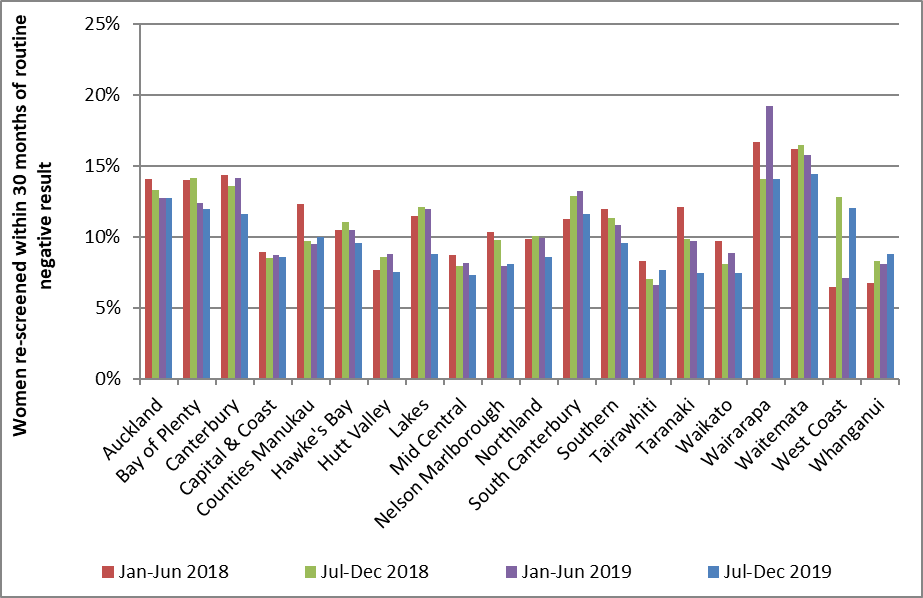 Women re-screened within 30 months of routine
negative result
25%
20%
15%
10%
5%
0%
Auckland
Bay of Plenty
Canterbury
Capital & Coast
Counties Manukau
Hawke's Bay
Hutt Valley
Lakes
Mid Central
Nelson Marlborough
Northland
South Canterbury
Southern
Tairawhiti
Taranaki
Waikato
Wairarapa
Waitemata
West Coast
Whanganui
Jan-Jun 2018
Jul-Dec 2018
Jan-Jun 2019
Jul-Dec 2019